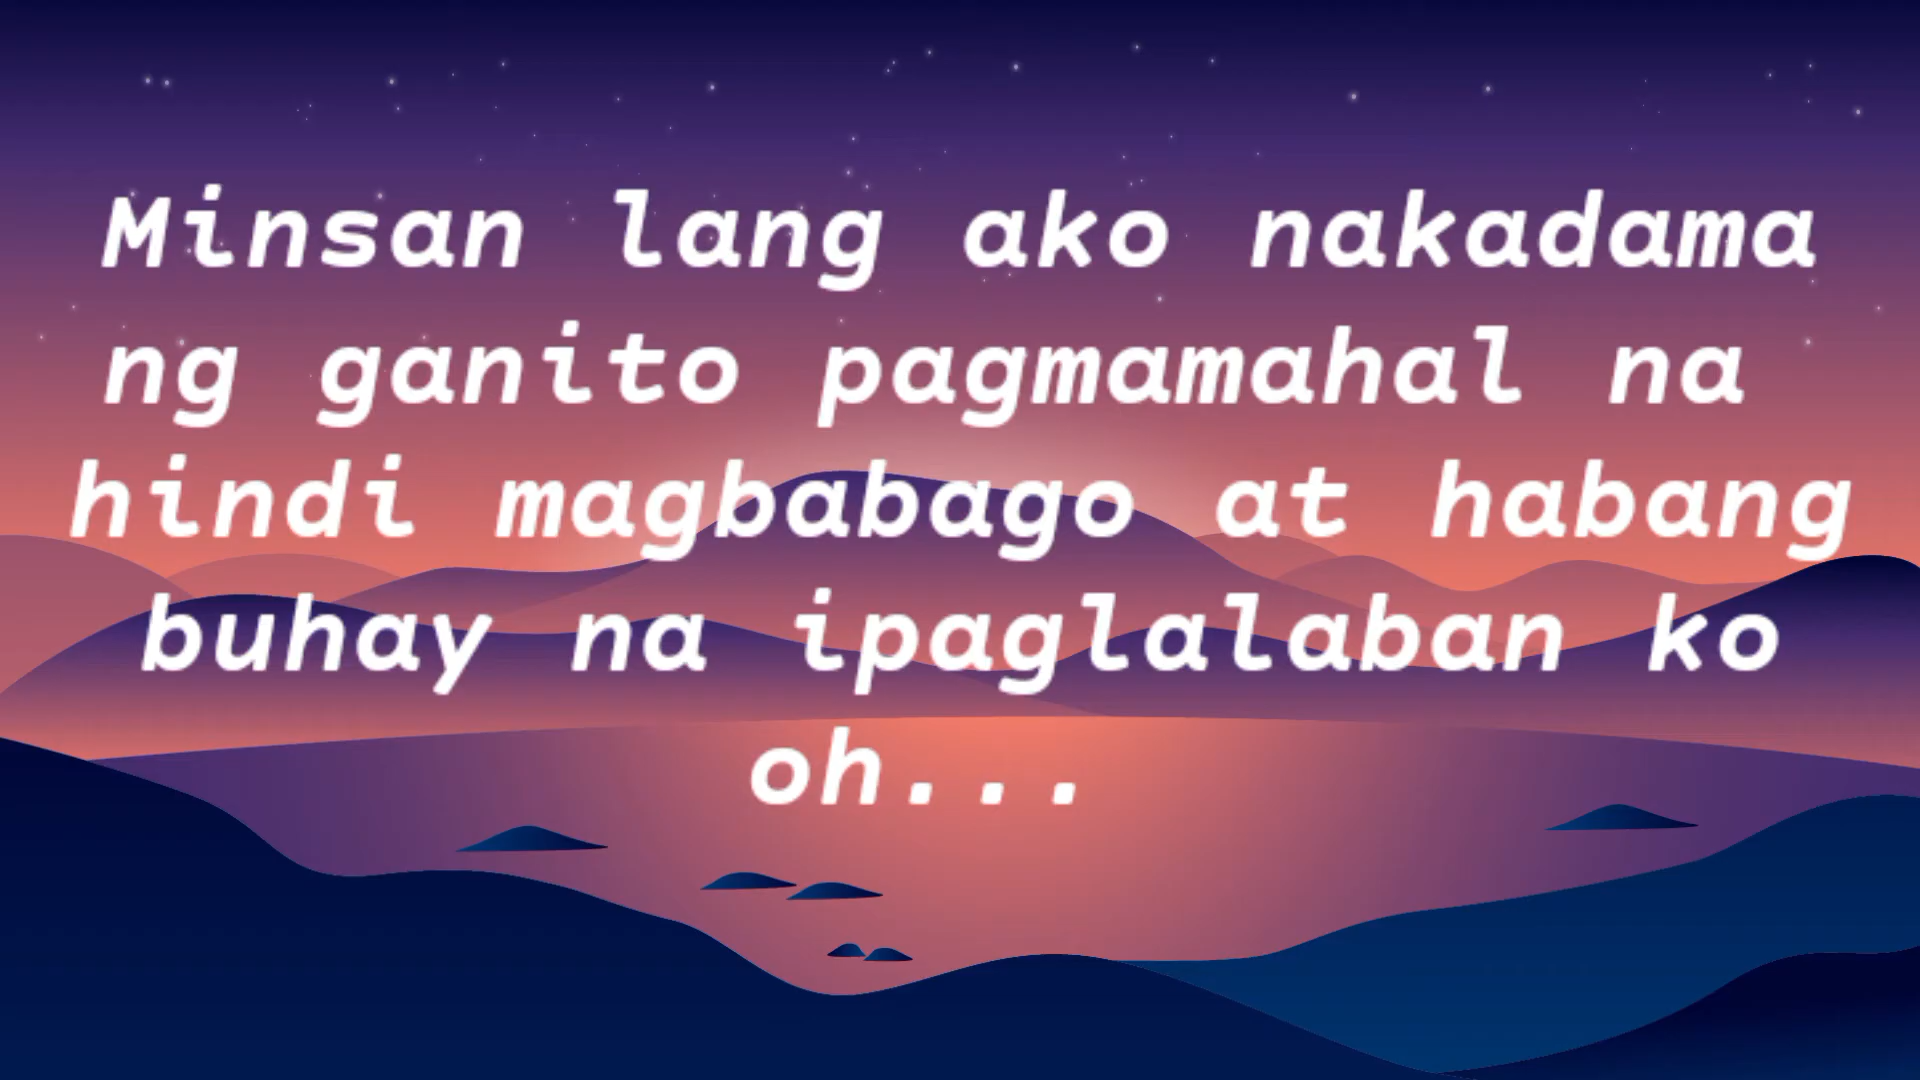 Minsan lang ako nakadama
ng ganito pagmamahal na
hindi magbabago at habang
buhay na ipaglalaban ko
oh...